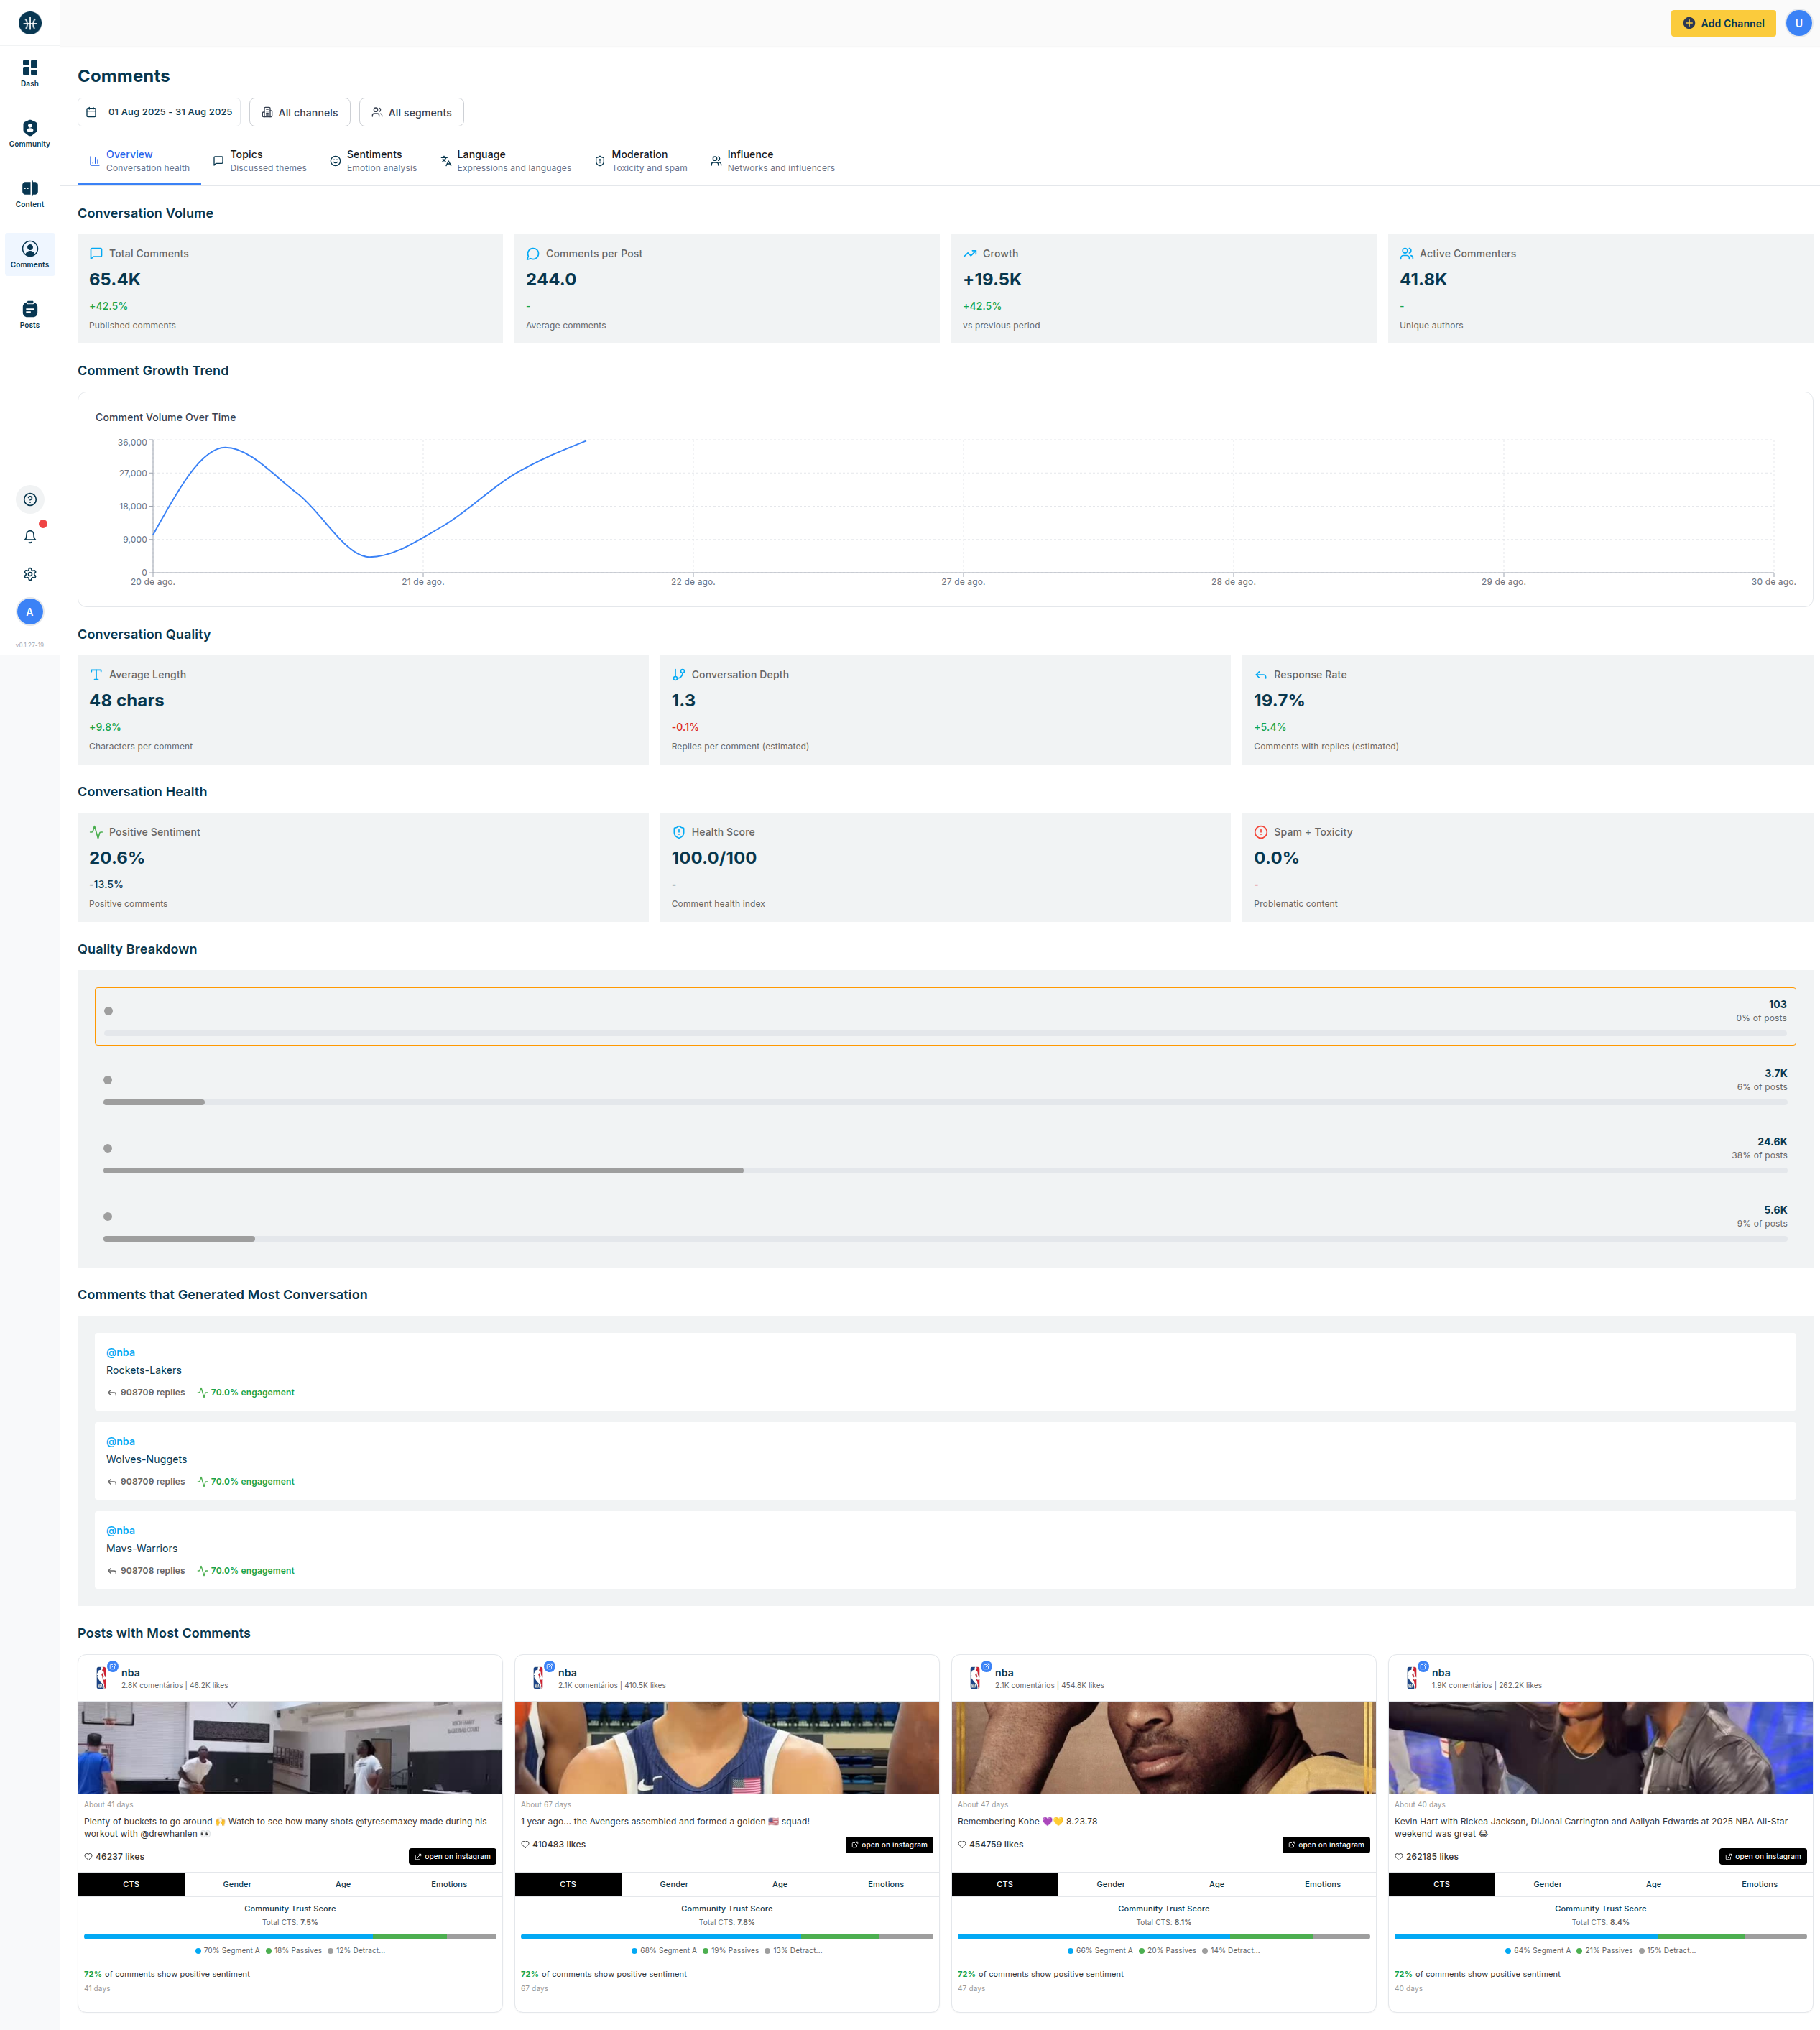 Add Channel
U
Dash
Community
Content
Comments
Posts
A
v0.1.27-18
Comments
01 Aug 2025 - 31 Aug 2025
All channels
All segments
Overview
Conversation health
Topics
Discussed themes
Sentiments
Emotion analysis
Language
Expressions and languages
Moderation
Toxicity and spam
Influence
Networks and influencers
Conversation Volume
Total Comments
65.4K
+42.5%
Published comments
Comments per Post
244.0
-
Average comments
Growth
+19.5K
+42.5%
vs previous period
Active Commenters
41.8K
-
Unique authors
Comment Growth Trend
Comment Volume Over Time
36,000
27,000
18,000
9,000
0
20 de ago.
21 de ago.
22 de ago.
27 de ago.
28 de ago.
29 de ago.
30 de ago.
Conversation Quality
Average Length
48 chars
+9.8%
Characters per comment
Conversation Depth
1.3
-0.1%
Replies per comment (estimated)
Response Rate
19.7%
+5.4%
Comments with replies (estimated)
Conversation Health
Positive Sentiment
20.6%
-13.5%
Positive comments
Health Score
100.0/100
-
Comment health index
Spam + Toxicity
0.0%
-
Problematic content
Quality Breakdown
103
0% of posts
3.7K
6% of posts
24.6K
38% of posts
5.6K
9% of posts
Comments that Generated Most Conversation
@nba
Rockets-Lakers
908709 replies 70.0% engagement
@nba
Wolves-Nuggets
908709 replies 70.0% engagement
@nba
Mavs-Warriors
908708 replies 70.0% engagement
Posts with Most Comments
nba
2.8K comentários | 46.2K likes
About 41 days
Plenty of buckets to go around 🙌 Watch to see how many shots @tyresemaxey made during his
workout with @drewhanlen 👀
46237 likes
open on instagram
CTS Gender Age Emotions
Community Trust Score
Total CTS: 7.5%
70% Segment A 18% Passives 12% Detract...
72% of comments show positive sentiment
41 days
nba
2.1K comentários | 410.5K likes
About 67 days
1 year ago... the Avengers assembled and formed a golden 🇺🇸 squad!
410483 likes
open on instagram
CTS Gender Age Emotions
Community Trust Score
Total CTS: 7.8%
68% Segment A 19% Passives 13% Detract...
72% of comments show positive sentiment
67 days
nba
2.1K comentários | 454.8K likes
About 47 days
Remembering Kobe 💜💛 8.23.78
454759 likes
open on instagram
CTS Gender Age Emotions
Community Trust Score
Total CTS: 8.1%
66% Segment A 20% Passives 14% Detract...
72% of comments show positive sentiment
47 days
nba
1.9K comentários | 262.2K likes
About 40 days
Kevin Hart with Rickea Jackson, DiJonai Carrington and Aaliyah Edwards at 2025 NBA All-Star
weekend was great 😂
262185 likes
open on instagram
CTS Gender Age Emotions
Community Trust Score
Total CTS: 8.4%
64% Segment A 21% Passives 15% Detract...
72% of comments show positive sentiment
40 days